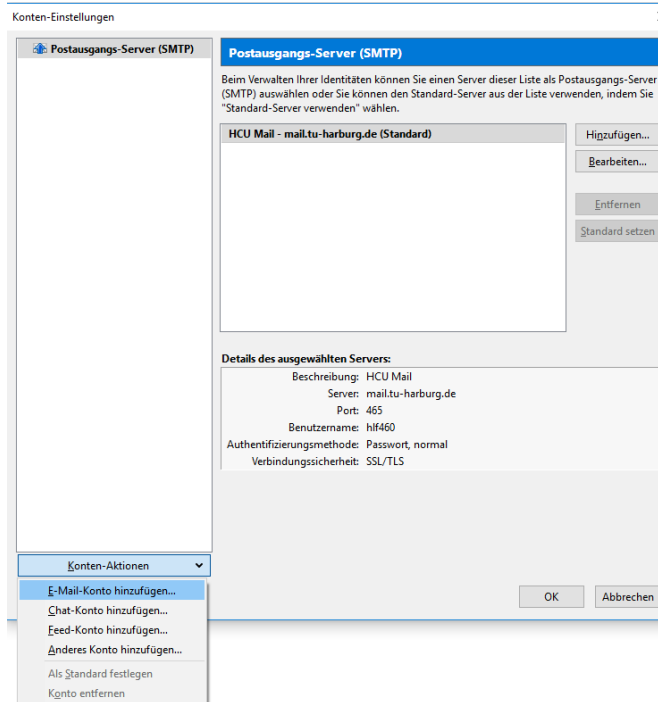 Konten-Einstellungen
Postausgangs-Server (SMTP)
Postausgangs-Server (SMTP)
Beim Verwalten Ihrer Identitäten können Sie einen Server dieser Liste als Postausgangs-Server
(SMTP) auswählen oder Sie können den Standard-Server aus der Liste verwenden, indem Sie
"Standard-Server verwenden" wählen.
HCU Mail - mail.tu-harburg.de (Standard)
Hinzufügen...
Bearbeiten...
Entfernen
Standard setzen
Details des ausgewählten Servers:
Beschreibung: HCU Mail
Server: mail.tu-harburg.de
Port: 465
Benutzername: hlf460
Authentifizierungsmethode: Passwort, normal
Verbindungssicherheit: SSL/TLS
Konten-Aktionen
E-Mail-Konto hinzufügen...
Chat-Konto hinzufügen...
Feed-Konto hinzufügen...
Anderes Konto hinzufügen...
Als Standard festlegen
Konto entfernen
OK
Abbrechen